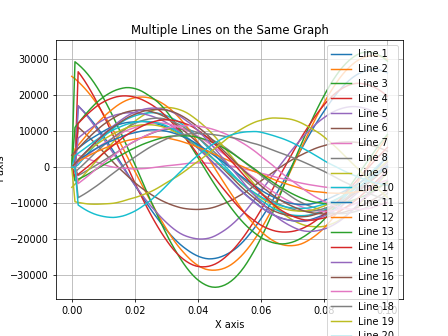 Multiple Lines on the Same Graph
30000
20000
10000
0
-10000
-20000
-30000
0.00
0.02
0.04
0.06
X axis
Line 1
Line 2
Line 3
Line 4
Line 5
Line 6
Line 7
Line 8
Line 9
Line 10
Line 11
Line 12
Line 13
Line 14
Line 15
Line 16
Line 17
Line 18
Line 19
Line 20